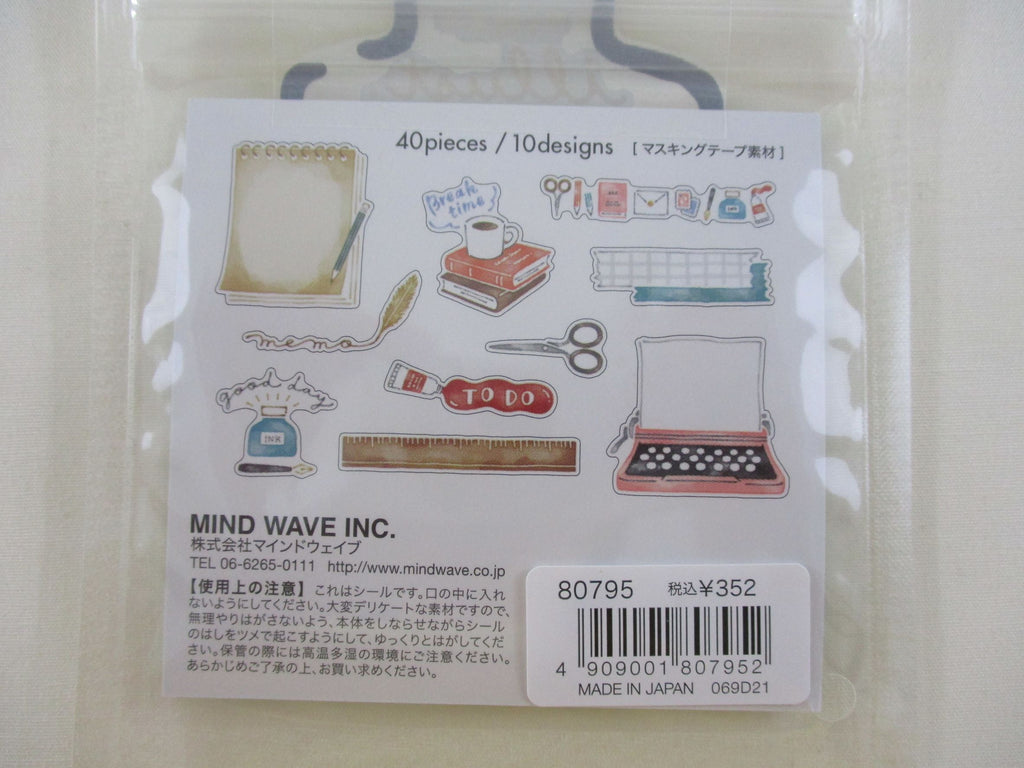 40pieces / 10designs [マスキングテープ素材]
Break
time
memo
good day
INK
TO DO
MIND WAVE INC.
株式会社マインドウェイブ
TEL 06-6265-0111 http://www.mindwave.co.jp
【使用上の注意】 これはシールです。口の中に入れ
ないようにしてください。大変デリケートな素材ですので、
無理やりはがさないよう、本体をしならせながらシール
のはしをツメで起こすようにして、ゆっくりとはがしてくだ
さい。保管の際には高温多湿の環境にご注意ください。
あらかじめご了承の上、お買い求めください。
80795 税込¥352
4 909001 807952
MADE IN JAPAN 069D21